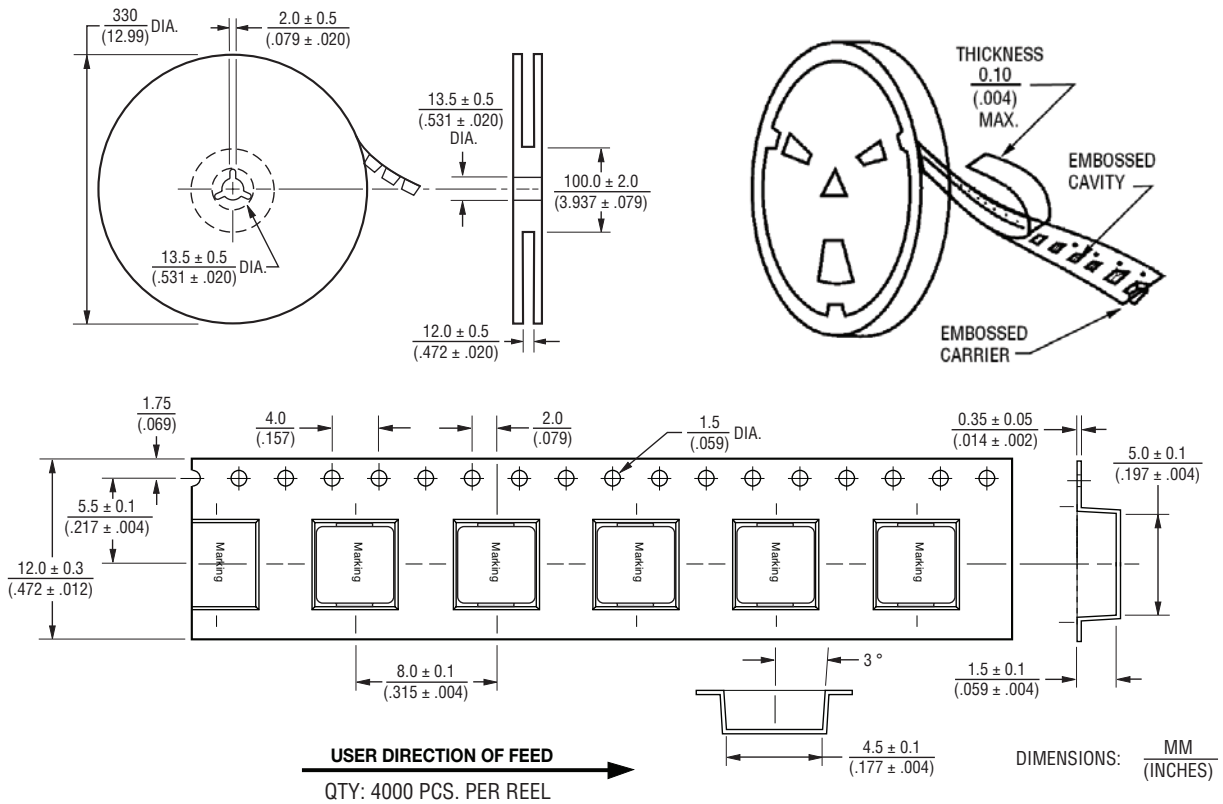 330
(12.99)
DIA.
2.0 ± 0.5
(.079 ± .020)
13.5 ± 0.5
(.531 ± .020)
DIA.
100.0 ± 2.0
(3.937 ± .079)
13.5 ± 0.5
(.531 ± .020)
DIA.
12.0 ± 0.5
(.472 ± .020)
THICKNESS
0.10
(.004)
MAX.
EMBOSSED
CAVITY
EMBOSSED
CARRIER
1.75
(.069)
4.0
(.157)
2.0
(.079)
1.5
(.059)
DIA.
0.35 ± 0.05
(.014 ± .002)
5.0 ± 0.1
(.197 ± .004)
5.5 ± 0.1
(.217 ± .004)
12.0 ± 0.3
(.472 ± .012)
Marking
Marking
Marking
Marking
Marking
Marking
8.0 ± 0.1
(.315 ± .004)
3 °
1.5 ± 0.1
(.059 ± .004)
4.5 ± 0.1
(.177 ± .004)
USER DIRECTION OF FEED
QTY: 4000 PCS. PER REEL
DIMENSIONS:
MM
(INCHES)